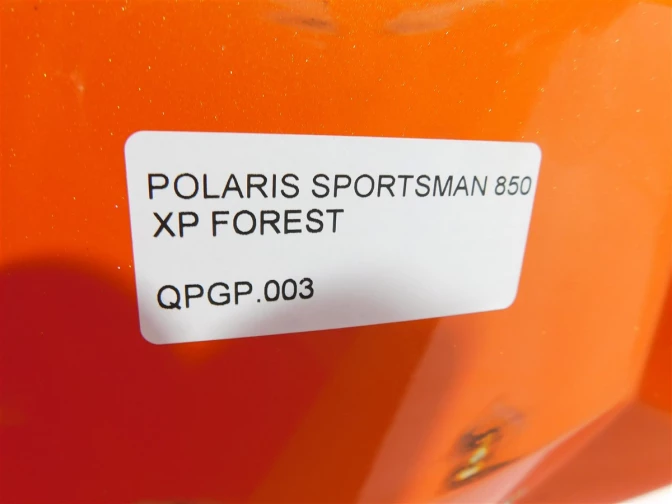 POLARIS SPORTSMAN 850
XP FOREST
QPGP.003